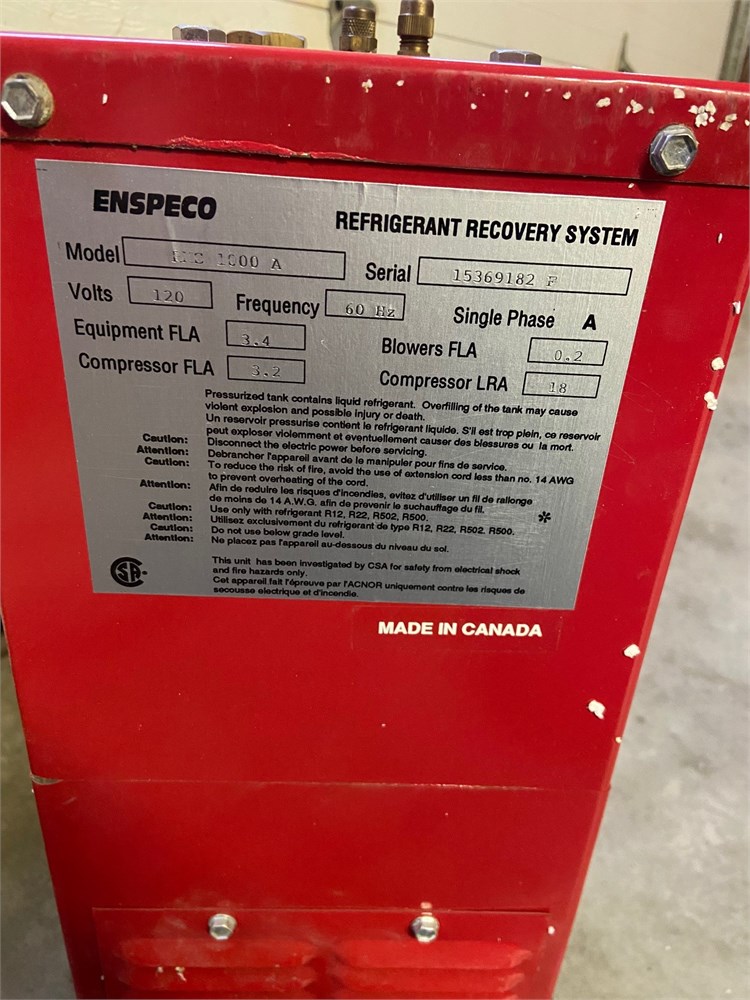 ENSPECO
REFRIGERANT RECOVERY SYSTEM
Model 1000 A Serial 15369182 F
Volts 120 Frequency 60 Hz Single Phase A
Equipment FLA 3.4 Blowers FLA 0.2
Compressor FLA 3.2 Compressor LRA 18
Pressurized tank contains liquid refrigerant. Overfilling of the tank may cause
violent explosion and possible injury or death.
Un reservoir pressurise contient le refrigerant liquide. S'il est trop plein, ce reservoir
peut exploser violemment et eventuellement causer des blessures ou la mort.
Caution: Disconnect the electric power before servicing.
Attention: Debrancher l'appareil avant de le manipuler pour fins de service.
Caution: To reduce the risk of fire, avoid the use of extension cord less than no. 14 AWG
to prevent overheating of the cord.
Attention: Afin de reduire les risques d'incendies, evitez d'utiliser un fil de rallonge
de moins de 14 A.W.G. afin de prevenir le suchauffage du fil.
Caution: Use only with refrigerant R12, R22, R502, R500. *
Attention: Utilisez exclusivement du refrigerant de type R12, R22, R502. R500.
Caution: Do not use below grade level.
Attention: Ne placez pas l'appareil au-dessous du niveau du sol.
CSA
This unit has been investigated by CSA for safety from electrical shock
and fire hazards only.
Cet appareil fait l'épreuve par l'ACNOR uniquement contre les risques de
secousse electrique et d'incendie.
MADE IN CANADA